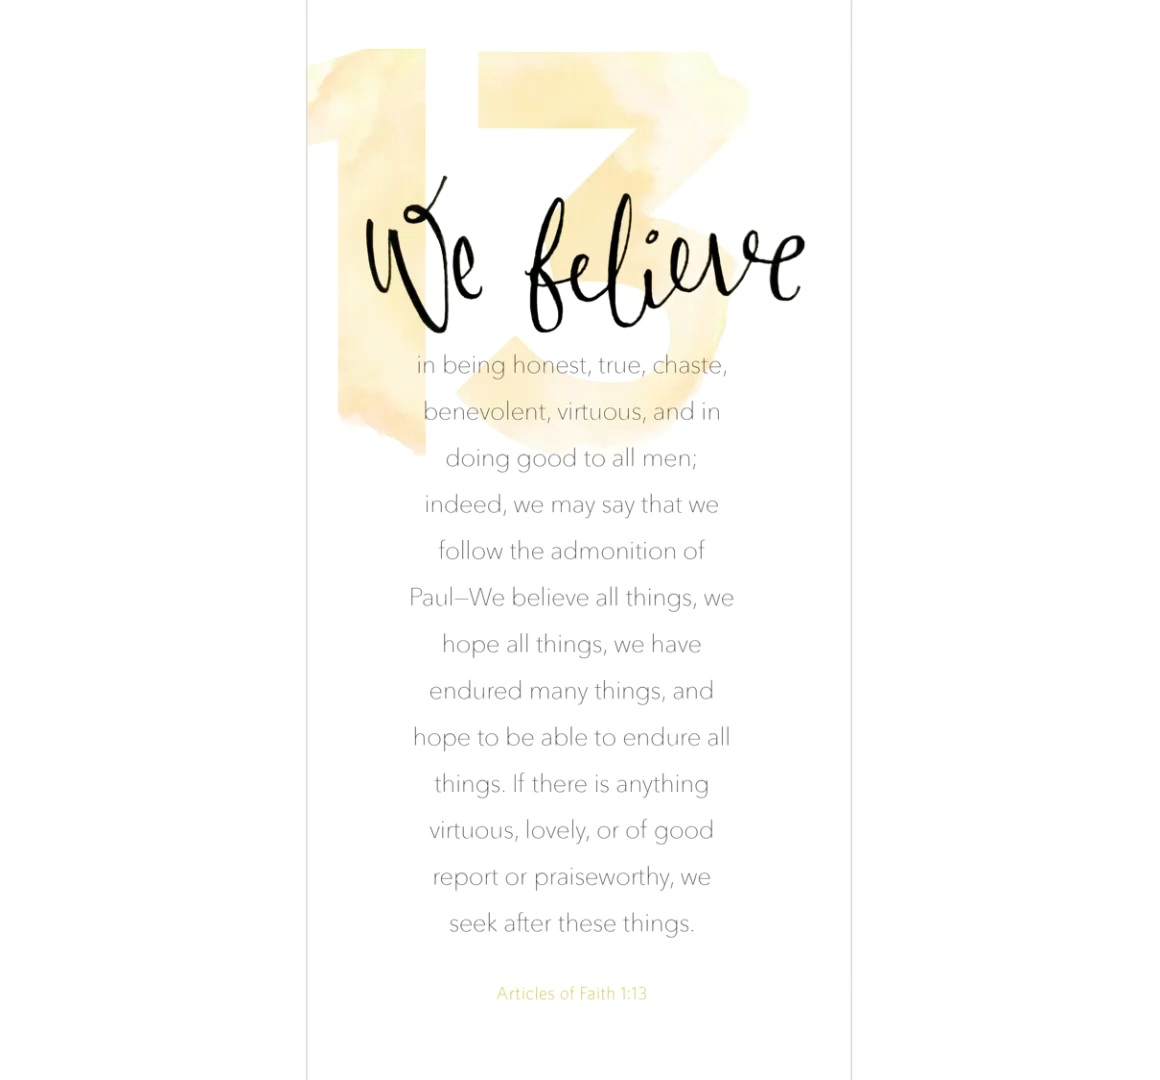 13
We believe
in being honest, true, chaste,
benevolent, virtuous, and in
doing good to all men;
indeed, we may say that we
follow the admonition of
Paul—We believe all things, we
hope all things, we have
endured many things, and
hope to be able to endure all
things. If there is anything
virtuous, lovely, or of good
report or praiseworthy, we
seek after these things.
Articles of Faith 1:13